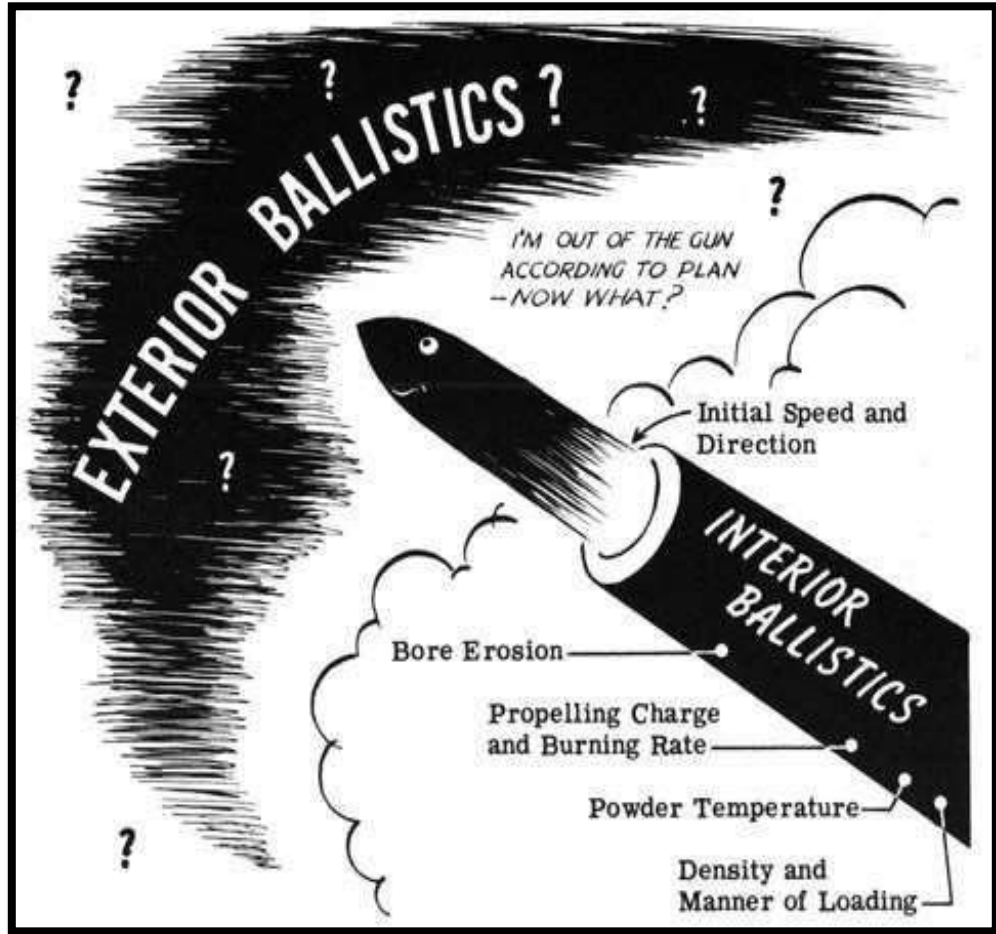 ?
?
?
?
EXTERIOR BALLISTICS ?
I'M OUT OF THE GUN
ACCORDING TO PLAN
– NOW WHAT?
Initial Speed and
Direction
?
INTERIOR
BALLISTICS
Bore Erosion
Propelling Charge
and Burning Rate
Powder Temperature
?
Density and
Manner of Loading